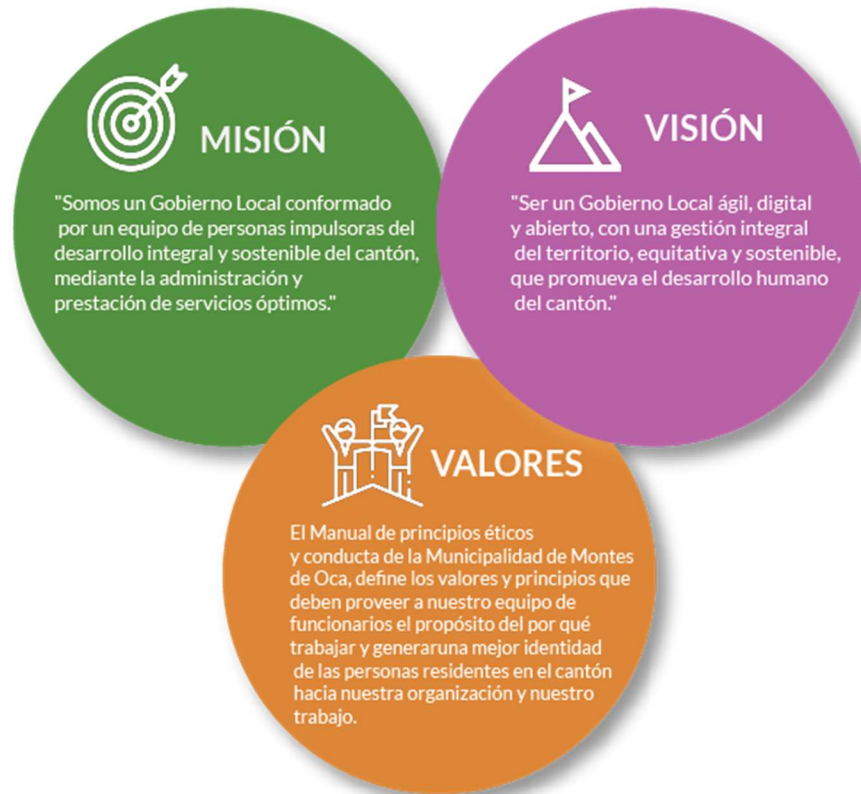 MISIÓN
"Somos un Gobierno Local conformado
por un equipo de personas impulsoras del
desarrollo integral y sostenible del cantón,
mediante la administración y
prestación de servicios óptimos."
VISIÓN
"Ser un Gobierno Local ágil, digital
y abierto, con una gestión integral
del territorio, equitativa y sostenible,
que promueva el desarrollo humano
del cantón."
VALORES
El Manual de principios éticos
y conducta de la Municipalidad de Montes
de Oca, define los valores y principios que
deben proveer a nuestro equipo de
funcionarios el propósito del por qué
trabajar y generaruna mejor identidad
de las personas residentes en el cantón
hacia nuestra organización y nuestro
trabajo.